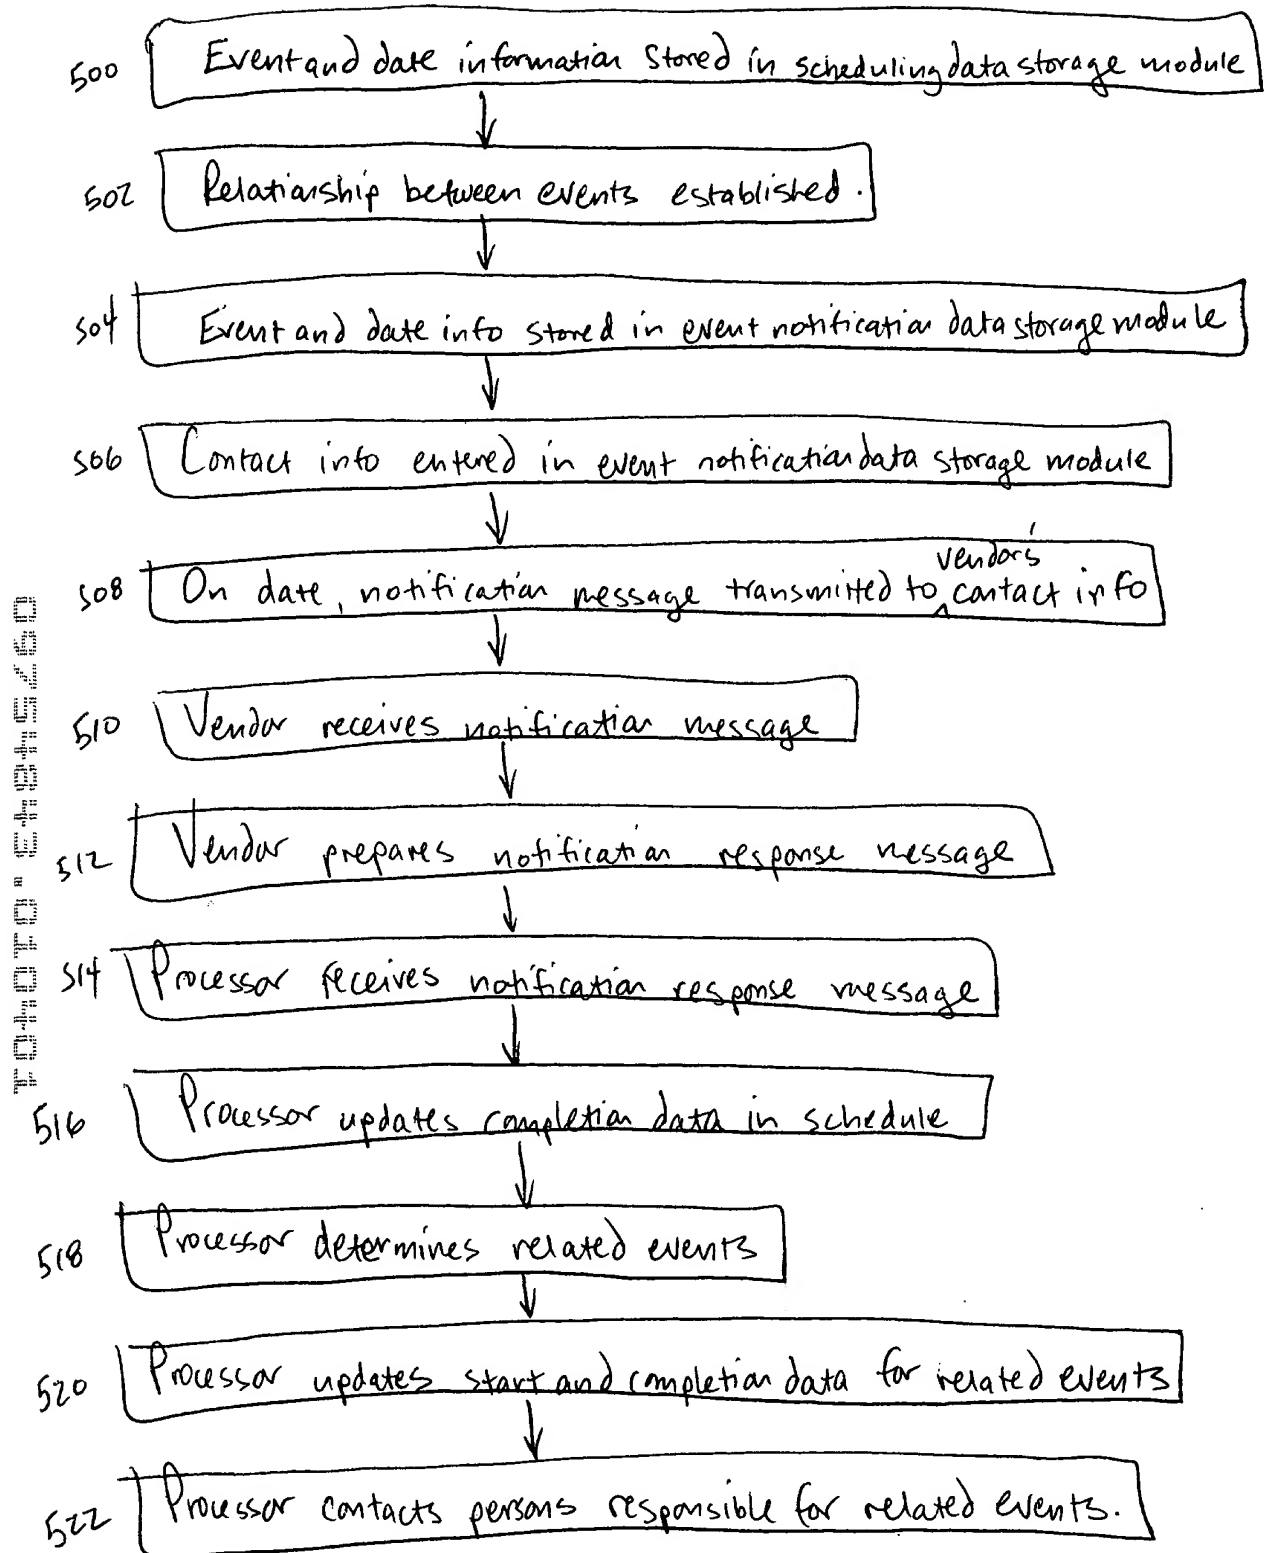 500 Event and date information stored in scheduling data storage module
502 Relationship between events established.
504 Event and date info stored in event notification data storage module
506 Contact info entered in event notification data storage module
508 On date, notification message transmitted to vendor's contact info
510 Vendor receives notification message
512 Vendor prepares notification response message
514 Processor receives notification response message
516 Processor updates completion data in schedule
518 Processor determines related events
520 Processor updates start and completion data for related events
522 Processor contacts persons responsible for related events.
09754843.010401